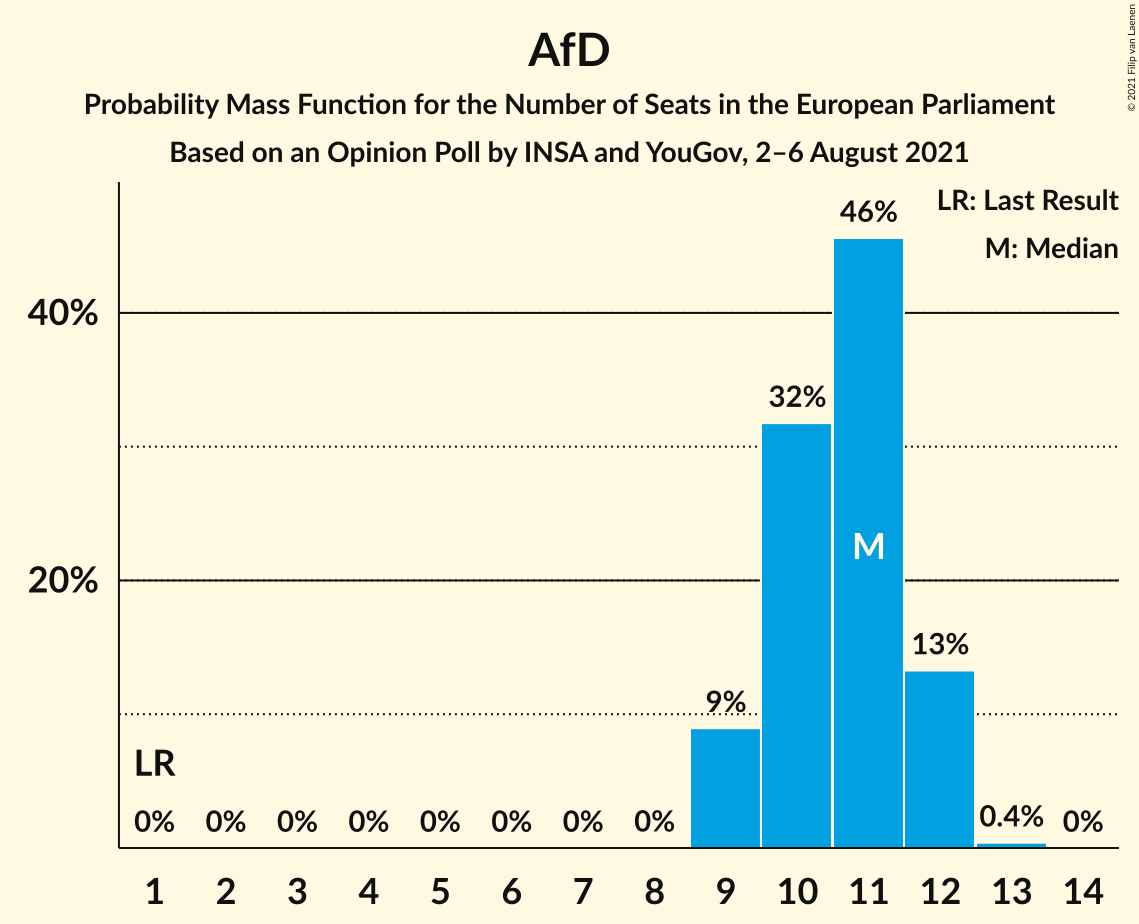 AfD
Probability Mass Function for the Number of Seats in the European Parliament
Based on an Opinion Poll by INSA and YouGov, 2–6 August 2021
© 2021 Filip van Laenen
LR: Last Result
M: Median
40%
20%
46%
32%
M
13%
9%
LR
0% 0% 0% 0% 0% 0% 0% 0% 0.4% 0%
1 2 3 4 5 6 7 8 9 10 11 12 13 14